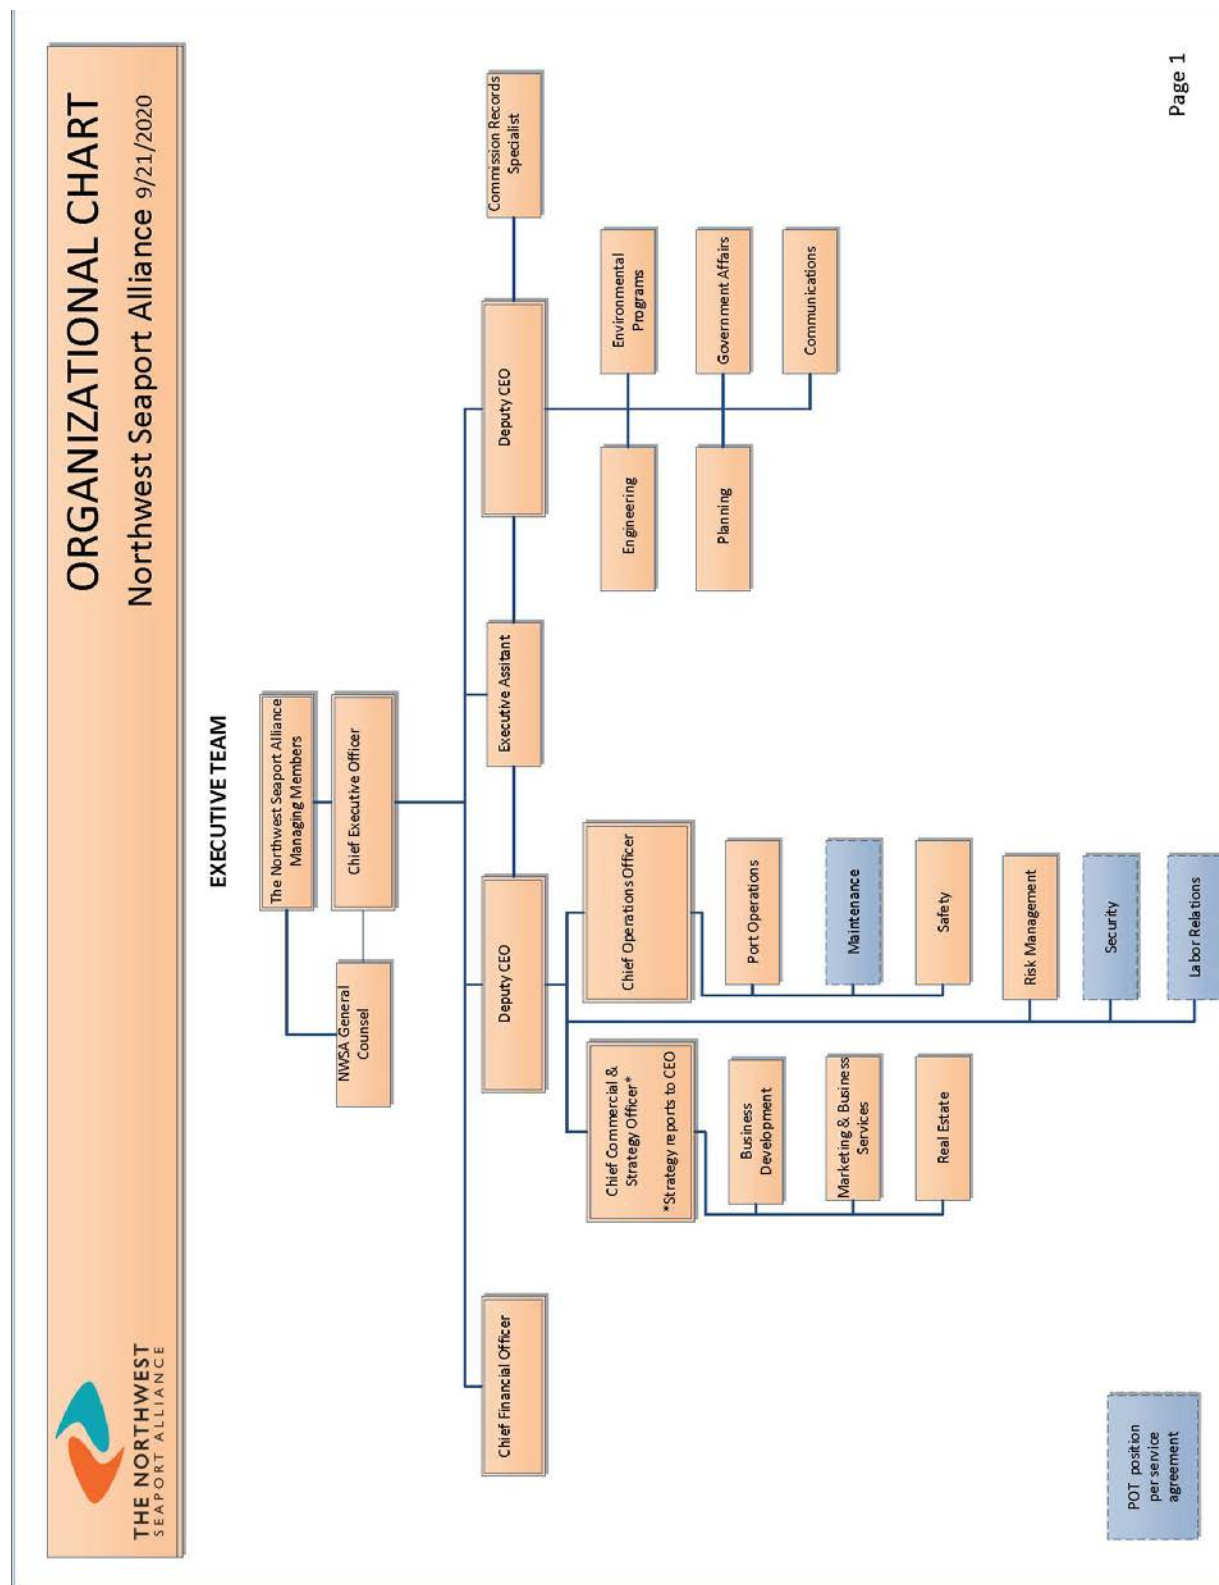 THE NORTHWEST
SEAPORT ALLIANCE
ORGANIZATIONAL CHART
Northwest Seaport Alliance 9/21/2020
EXECUTIVE TEAM
The Northwest Seaport Alliance
Managing Members
NWSA General
Counsel
Chief Executive Officer
Chief Financial Officer
Deputy CEO
Executive Assitant
Deputy CEO
Commission Records
Specialist
Chief Commercial &
Strategy Officer*
*Strategy reports to CEO
Chief Operations Officer
Engineering
Environmental
Programs
Business
Development
Port Operations
Planning
Government Affairs
Marketing & Business
Services
Maintenance
Communications
Real Estate
Safety
Risk Management
Security
Labor Relations
POT position
per service
agreement
Page 1